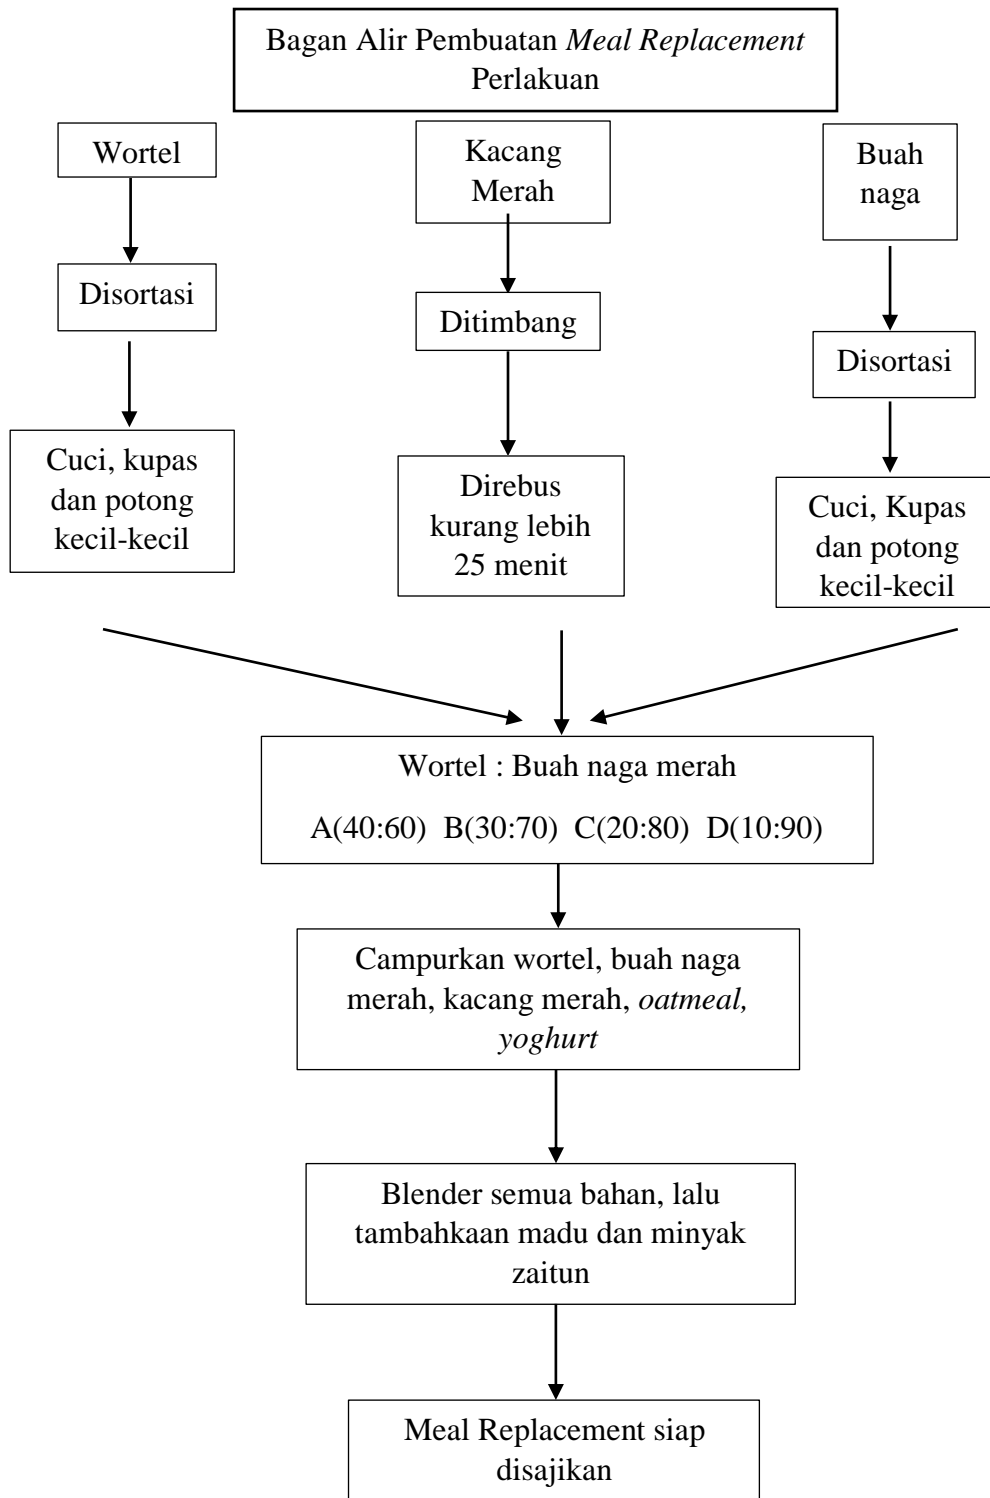 Bagan Alir Pembuatan Meal Replacement
Perlakuan
Wortel
Kacang
Merah
Buah
naga
Disortasi
Ditimbang
Disortasi
Cuci, kupas
dan potong
kecil-kecil
Direbus
kurang lebih
25 menit
Cuci, Kupas
dan potong
kecil-kecil
Wortel : Buah naga merah
A(40:60) B(30:70) C(20:80) D(10:90)
Campurkan wortel, buah naga
merah, kacang merah, oatmeal,
yoghurt
Blender semua bahan, lalu
tambahkaan madu dan minyak
zaitun
Meal Replacement siap
disajikan